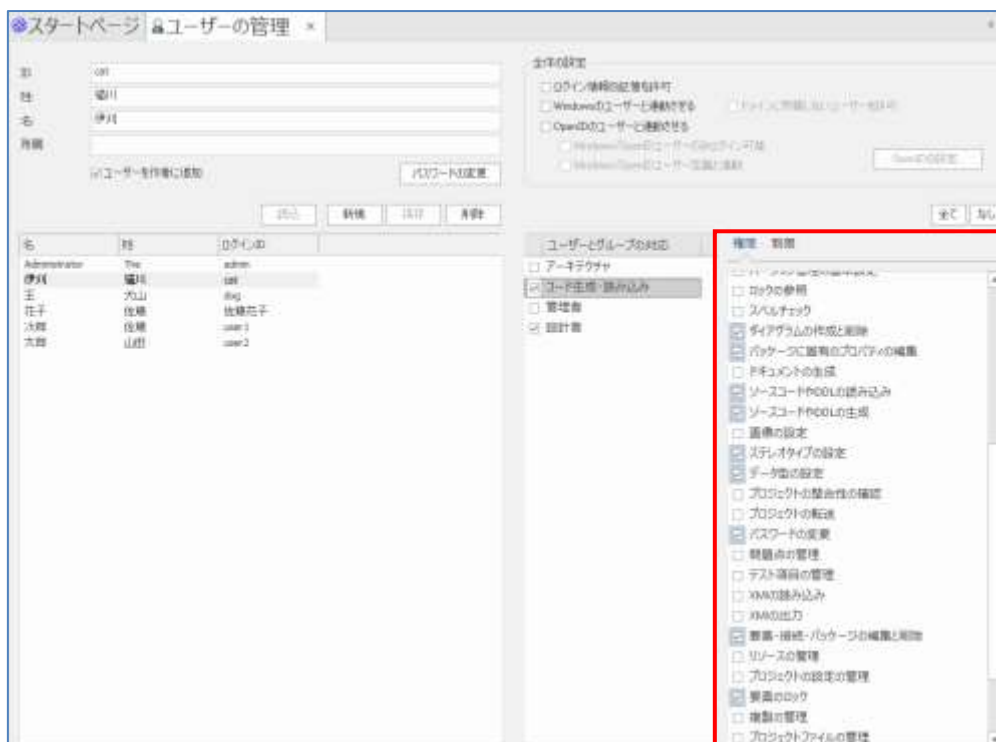 スタートページ
ユーザーの管理 ×
ID
姓 猫川
名 伊刈
所属
ユーザーを作者に追加
パスワードの変更
新規
削除
名 姓 ログインID
Administrator The admin
伊刈 猫川 cat
王 犬山 dog
花子 佐藤 佐藤花子
次郎 佐藤 user1
太郎 山田 user2
全体の設定
ログイン情報の記憶を許可
Windowsのユーザーと連動させる
OpenIDのユーザーと連動させる
OpenIDの設定
全て なし
ユーザーとグループの対応
アーキテクチャ
コード生成・読み込み
管理者
設計者
権限 制限
ロックの参照
スペルチェック
ダイアグラムの作成と削除
パッケージに固有のプロパティの編集
ドキュメントの生成
ソースコードやDDLの読み込み
ソースコードやDDLの生成
画像の設定
ステレオタイプの設定
データ型の設定
プロジェクトの整合性の確認
プロジェクトの転送
パスワードの変更
問題点の管理
テスト項目の管理
XMIの読み込み
XMIの出力
要素・接続・パッケージの編集と削除
リソースの管理
プロジェクトの設定の管理
要素のロック
複製の管理
プロジェクトファイルの管理